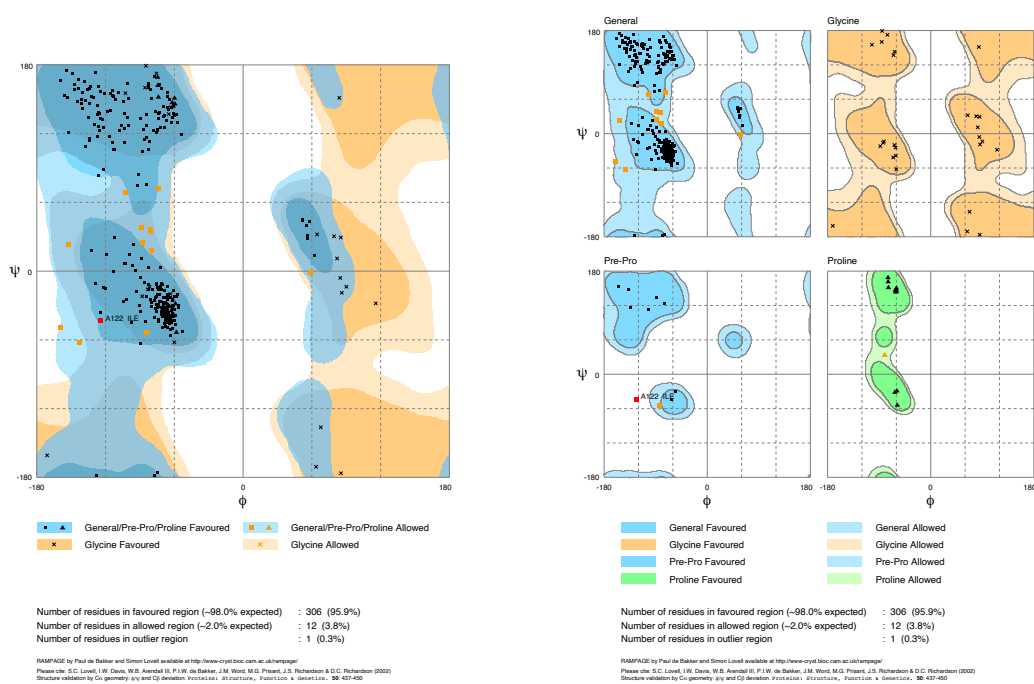 180
ψ
0
-180
-180
0
180
ϕ
A122 ILE
General/Pre-Pro/Proline Favoured
General/Pre-Pro/Proline Allowed
Glycine Favoured
Glycine Allowed
Number of residues in favoured region (~98.0% expected) : 306 (95.9%)
Number of residues in allowed region (~2.0% expected) : 12 (3.8%)
Number of residues in outlier region : 1 (0.3%)
RAMPAGE by Paul de Bakker and Simon Lovell available at http://www-cryst.bioc.cam.ac.uk/rampage/
Please cite: S.C. Lovell, I.W. Davis, W.B. Arendall III, P.I.W. de Bakker, J.M. Word, M.G. Prisant, J.S. Richardson & D.C. Richardson (2002)
Structure validation by Cα geometry: ϕ/ψ and Cβ deviation. Proteins: Structure, Function & Genetics. 50: 437-450
General
Glycine
180
ψ
0
-180
Pre-Pro
Proline
180
ψ
0
-180
A122 ILE
-180
0
180
-180
0
180
ϕ
ϕ
General Favoured
General Allowed
Glycine Favoured
Glycine Allowed
Pre-Pro Favoured
Pre-Pro Allowed
Proline Favoured
Proline Allowed
Number of residues in favoured region (~98.0% expected) : 306 (95.9%)
Number of residues in allowed region (~2.0% expected) : 12 (3.8%)
Number of residues in outlier region : 1 (0.3%)
RAMPAGE by Paul de Bakker and Simon Lovell available at http://www-cryst.bioc.cam.ac.uk/rampage/
Please cite: S.C. Lovell, I.W. Davis, W.B. Arendall III, P.I.W. de Bakker, J.M. Word, M.G. Prisant, J.S. Richardson & D.C. Richardson (2002)
Structure validation by Cα geometry: ϕ/ψ and Cβ deviation. Proteins: Structure, Function & Genetics. 50: 437-450